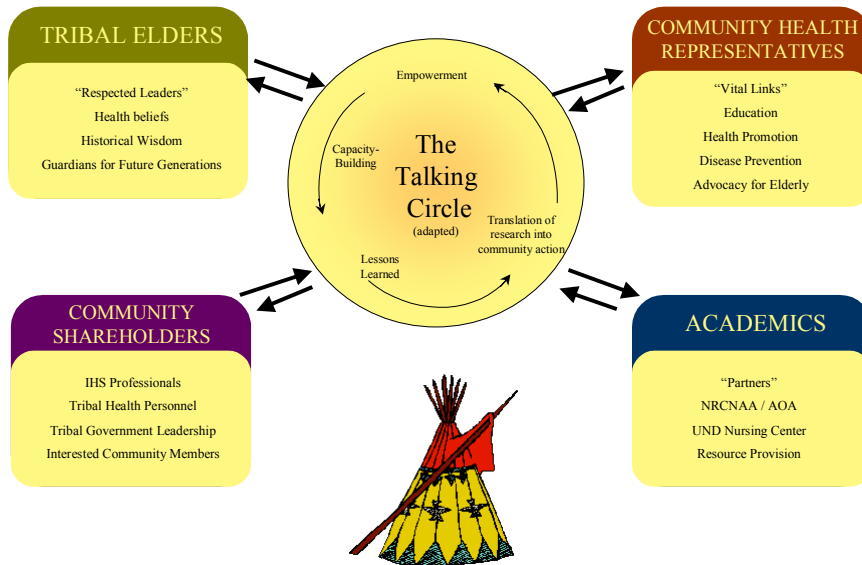 TRIBAL ELDERS
“Respected Leaders”
Health beliefs
Historical Wisdom
Guardians for Future Generations
COMMUNITY HEALTH
REPRESENTATIVES
“Vital Links”
Education
Health Promotion
Disease Prevention
Advocacy for Elderly
Empowerment
Capacity-
Building
The
Talking
Circle
(adapted)
Translation of
research into
community action
Lessons
Learned
COMMUNITY
SHAREHOLDERS
IHS Professionals
Tribal Health Personnel
Tribal Government Leadership
Interested Community Members
ACADEMICS
“Partners”
NRCNAA / AOA
UND Nursing Center
Resource Provision